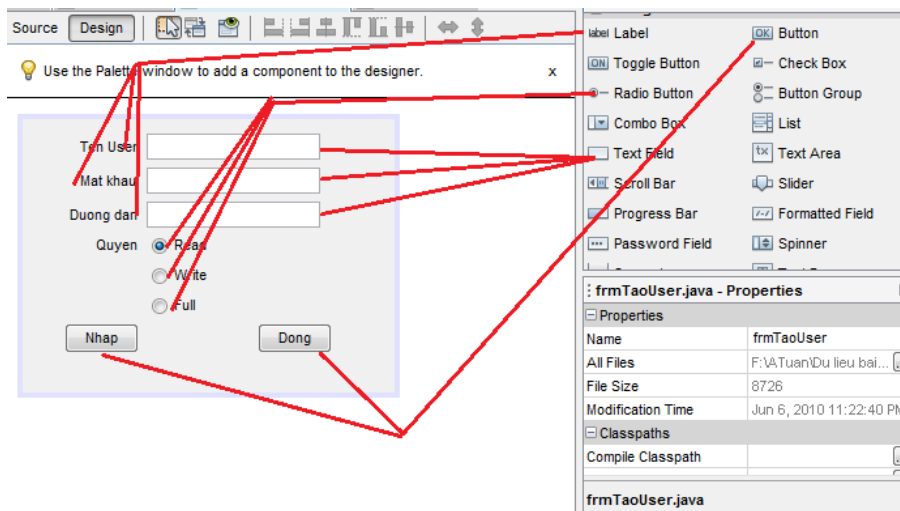 Source Design
Use the Palette window to add a component to the designer. x
Ten User
Mat khau
Duong dan
Quyen Read
Write
Full
Nhap Dong
label Label OK Button
ON Toggle Button Check Box
Radio Button Button Group
Combo Box List
Text Field tx Text Area
Scroll Bar Slider
Progress Bar Formatted Field
Password Field Spinner
frmTaoUser.java - Properties
Properties
Name frmTaoUser
All Files F:\ATuan\Du lieu bai... 
File Size 8726
Modification Time Jun 6, 2010 11:22:40 PM
Classpaths
Compile Classpath
frmTaoUser.java